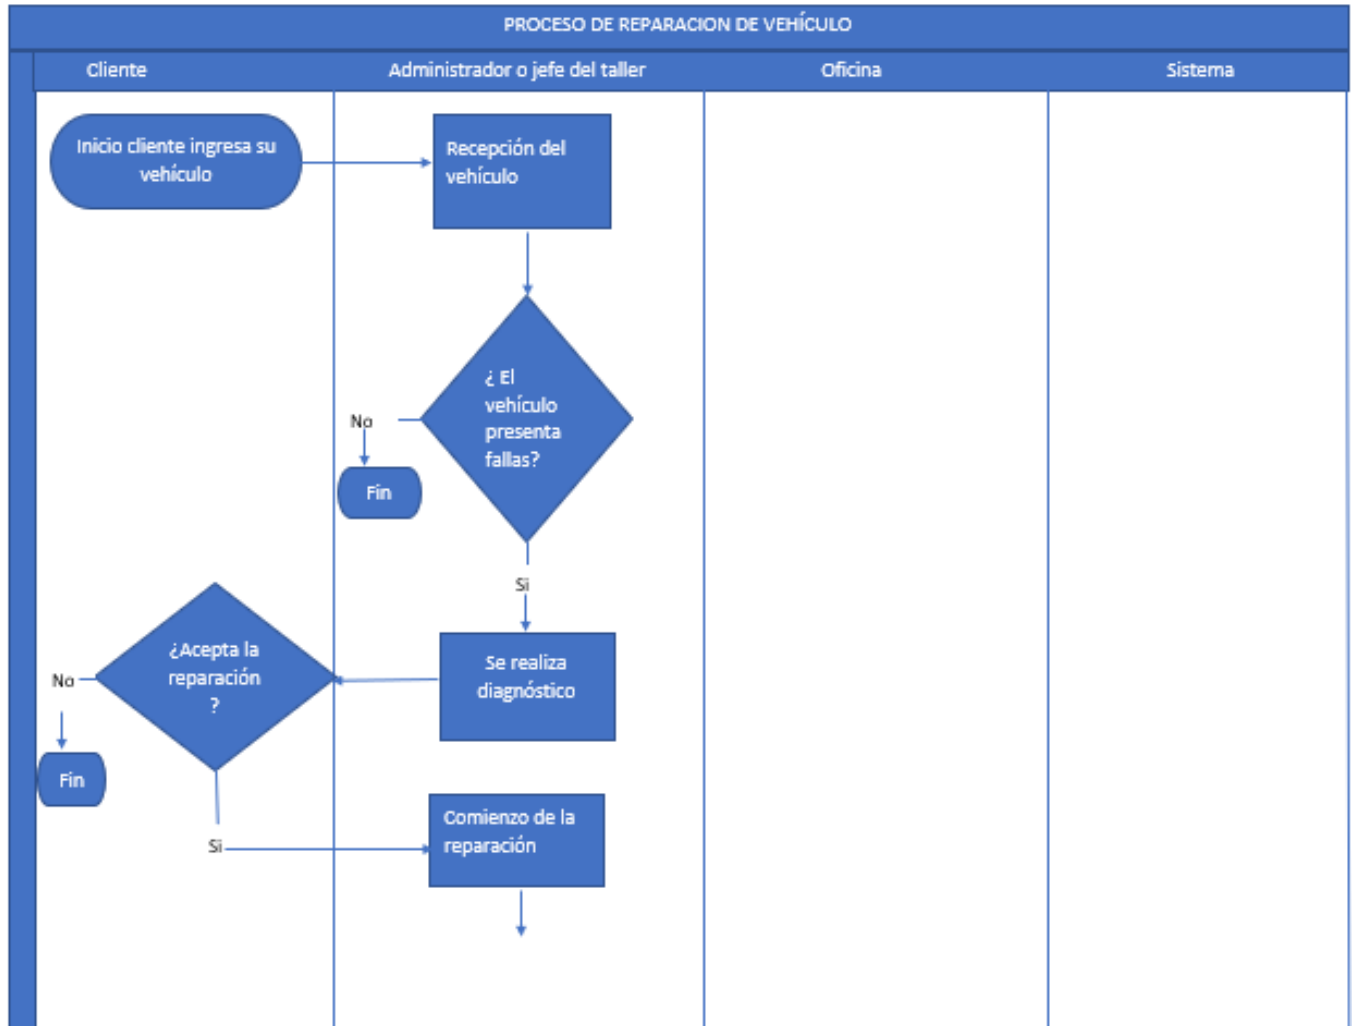 PROCESO DE REPARACION DE VEHÍCULO
Cliente
Administrador o jefe del taller
Oficina
Sistema
Inicio cliente ingresa su
vehículo
Recepción del
vehículo
¿ El
vehículo
presenta
fallas?
No
Fin
Si
Se realiza
diagnóstico
¿Acepta la
reparación
?
No
Fin
Si
Comienzo de la
reparación